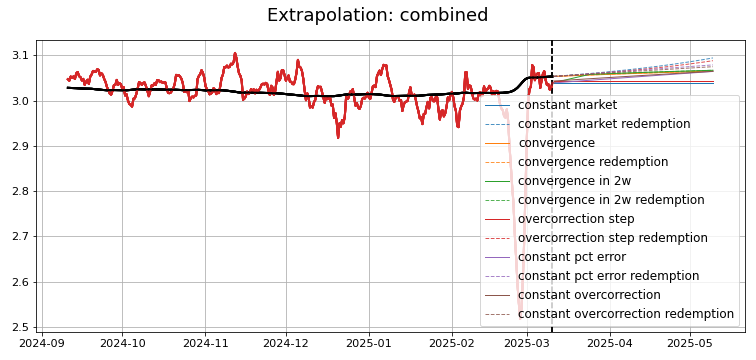 Extrapolation: combined
3.1
3.0
2.9
2.8
2.7
2.6
2.5
constant market
constant market redemption
convergence
convergence redemption
convergence in 2w
convergence in 2w redemption
overcorrection step
overcorrection step redemption
constant pct error
constant pct error redemption
constant overcorrection
constant overcorrection redemption
2024-09 2024-10 2024-11 2024-12 2025-01 2025-02 2025-03 2025-04 2025-05